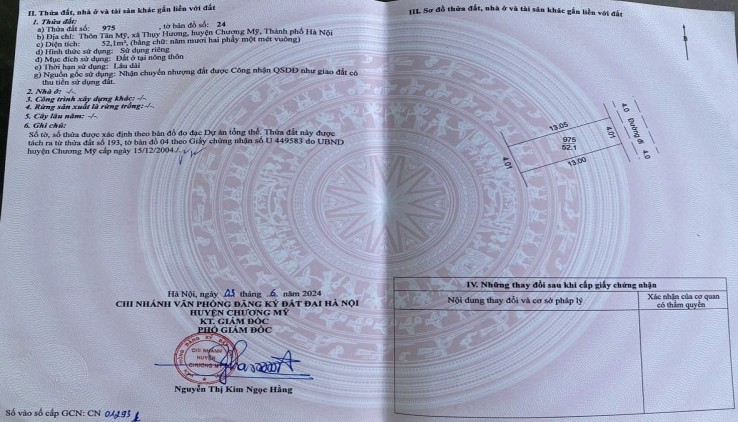 II. Thửa đất, nhà ở và tài sản khác gắn liền với đất
1. Thửa đất:
a) Thửa đất số: 975 , tờ bản đồ số: 24
b) Địa chỉ: Thôn Tân Mỹ, xã Thụy Hương, huyện Chương Mỹ, Thành phố Hà Nội
c) Diện tích: 52,1m², (bằng chữ: năm mươi hai phẩy một mét vuông)
d) Hình thức sử dụng: Sử dụng riêng
đ) Mục đích sử dụng: Đất ở tại nông thôn
e) Thời hạn sử dụng: Lâu dài
g) Nguồn gốc sử dụng: Nhận chuyển nhượng đất được Công nhận QSDĐ như giao đất có
thu tiền sử dụng đất.
2. Nhà ở: -/-
3. Công trình xây dựng khác: -/-
4. Rừng sản xuất là rừng trồng: -/-
5. Cây lâu năm: -/-
6. Ghi chú:
Số tờ, số thửa được xác định theo bản đồ đo đạc Dự án tổng thể. Thửa đất này được
tách ra từ thửa đất số 193, tờ bản đồ 04 theo Giấy chứng nhận số U 449583 do UBND
huyện Chương Mỹ cấp ngày 15/12/2004./.
Hà Nội, ngày 03 tháng 6 năm 2024
CHI NHÁNH VĂN PHÒNG ĐĂNG KÝ ĐẤT ĐAI HÀ NỘI
HUYỆN CHƯƠNG MỸ
KT. GIÁM ĐỐC
PHÓ GIÁM ĐỐC
CHI NHÁNH
HUYỆN
CHƯƠNG MỸ
Nguyễn Thị Kim Ngọc Hằng
Số vào sổ cấp GCN: CN
III. Sơ đồ thửa đất, nhà ở và tài sản khác gắn liền với đất
13.05
4.01
975
52.1
4.01
13.00
4.0
Đường đi
4.0
IV. Những thay đổi sau khi cấp giấy chứng nhận
Nội dung thay đổi và cơ sở pháp lý
Xác nhận của cơ quan
có thẩm quyền